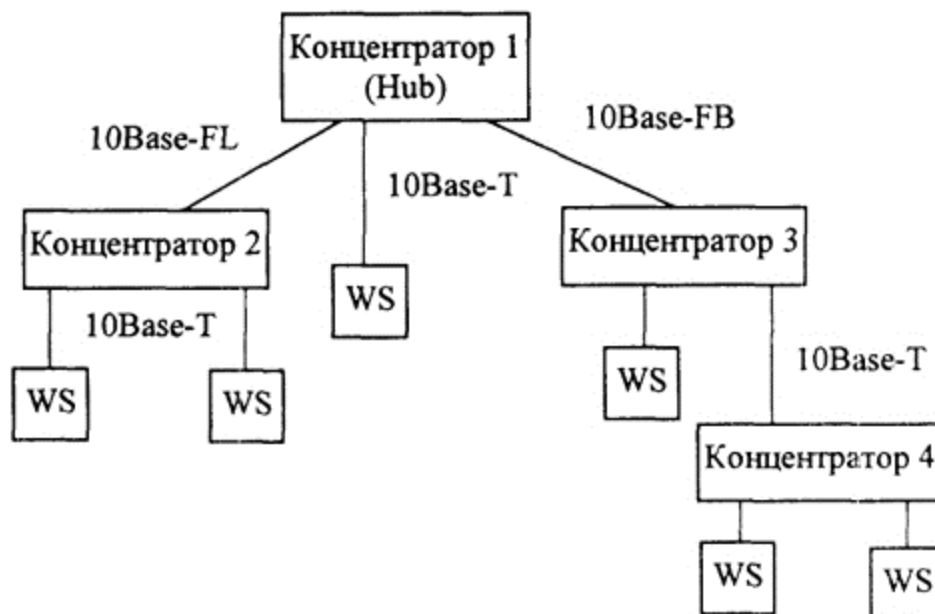 Концентратор 1
(Hub)
10Base-FL
10Base-FB
10Base-T
Концентратор 2
Концентратор 3
WS
10Base-T
WS
10Base-T
WS
WS
Концентратор 4
WS
WS